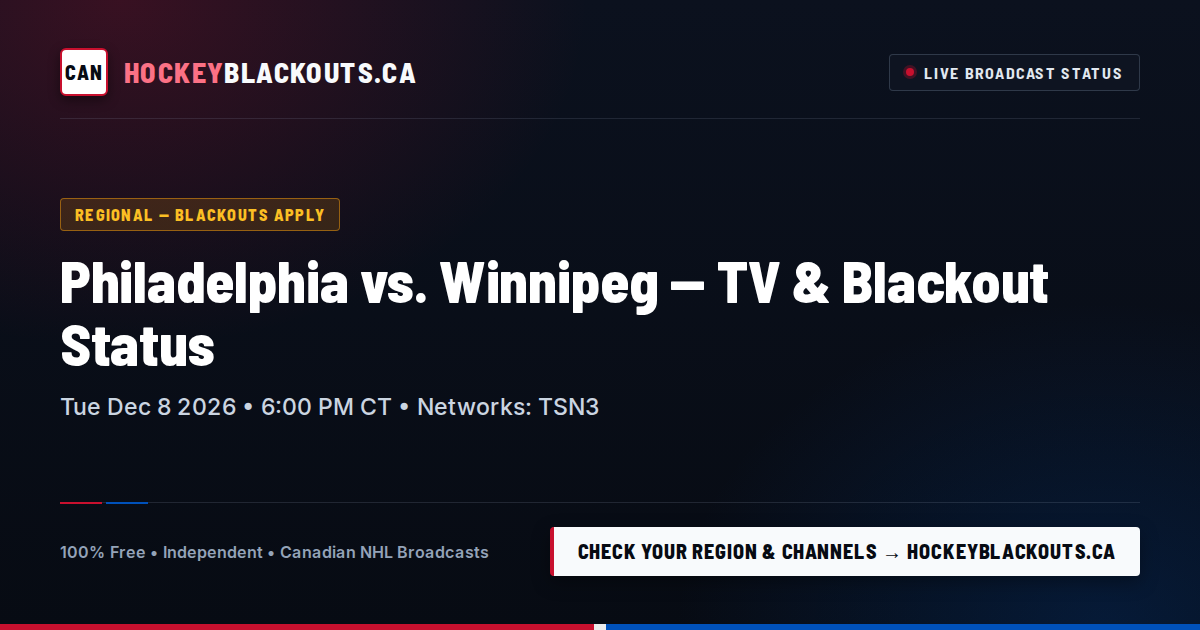 CAN HOCKEYBLACKOUTS.CA
LIVE BROADCAST STATUS
REGIONAL — BLACKOUTS APPLY
Philadelphia vs. Winnipeg — TV & Blackout
Status
Tue Dec 8 2026 • 6:00 PM CT • Networks: TSN3
100% Free • Independent • Canadian NHL Broadcasts
CHECK YOUR REGION & CHANNELS → HOCKEYBLACKOUTS.CA